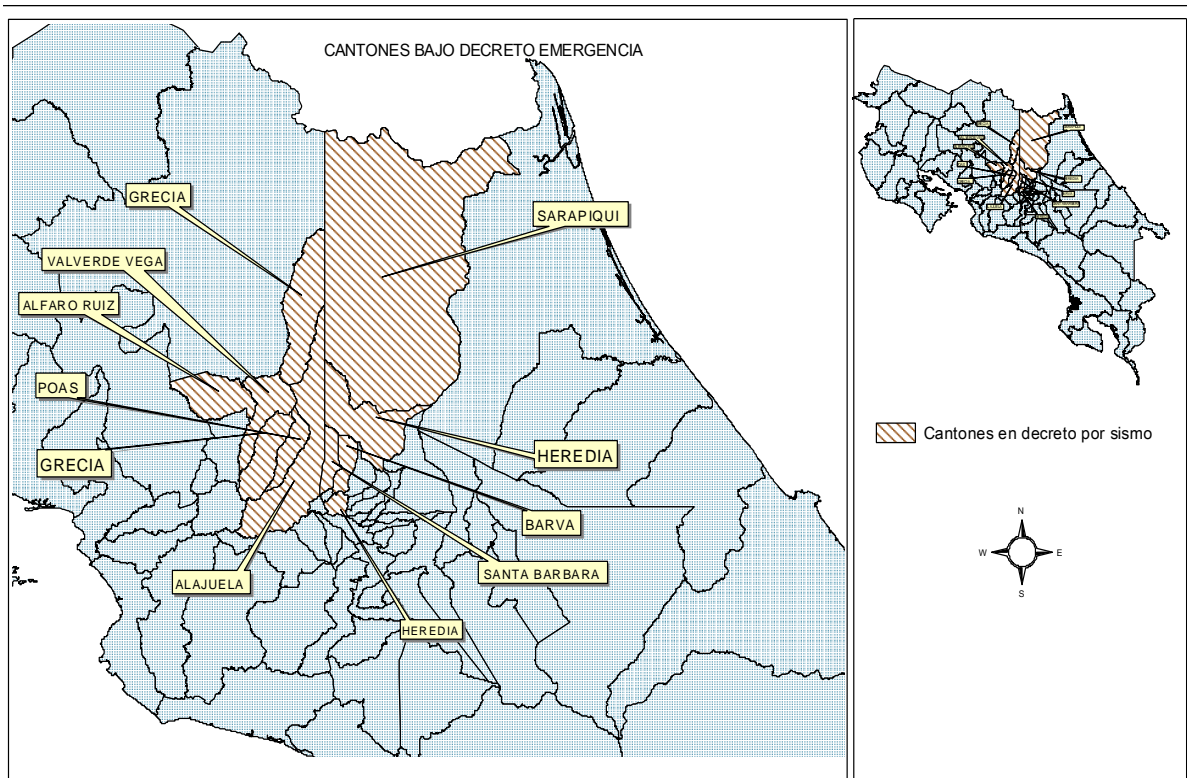 CANTONES BAJO DECRETO EMERGENCIA
GRECIA
SARAPIQUI
VALVERDE VEGA
ALFARO RUIZ
POAS
GRECIA
HEREDIA
BARVA
SANTA BARBARA
ALAJUELA
HEREDIA
Cantones en decreto por sismo
N
W
E
S